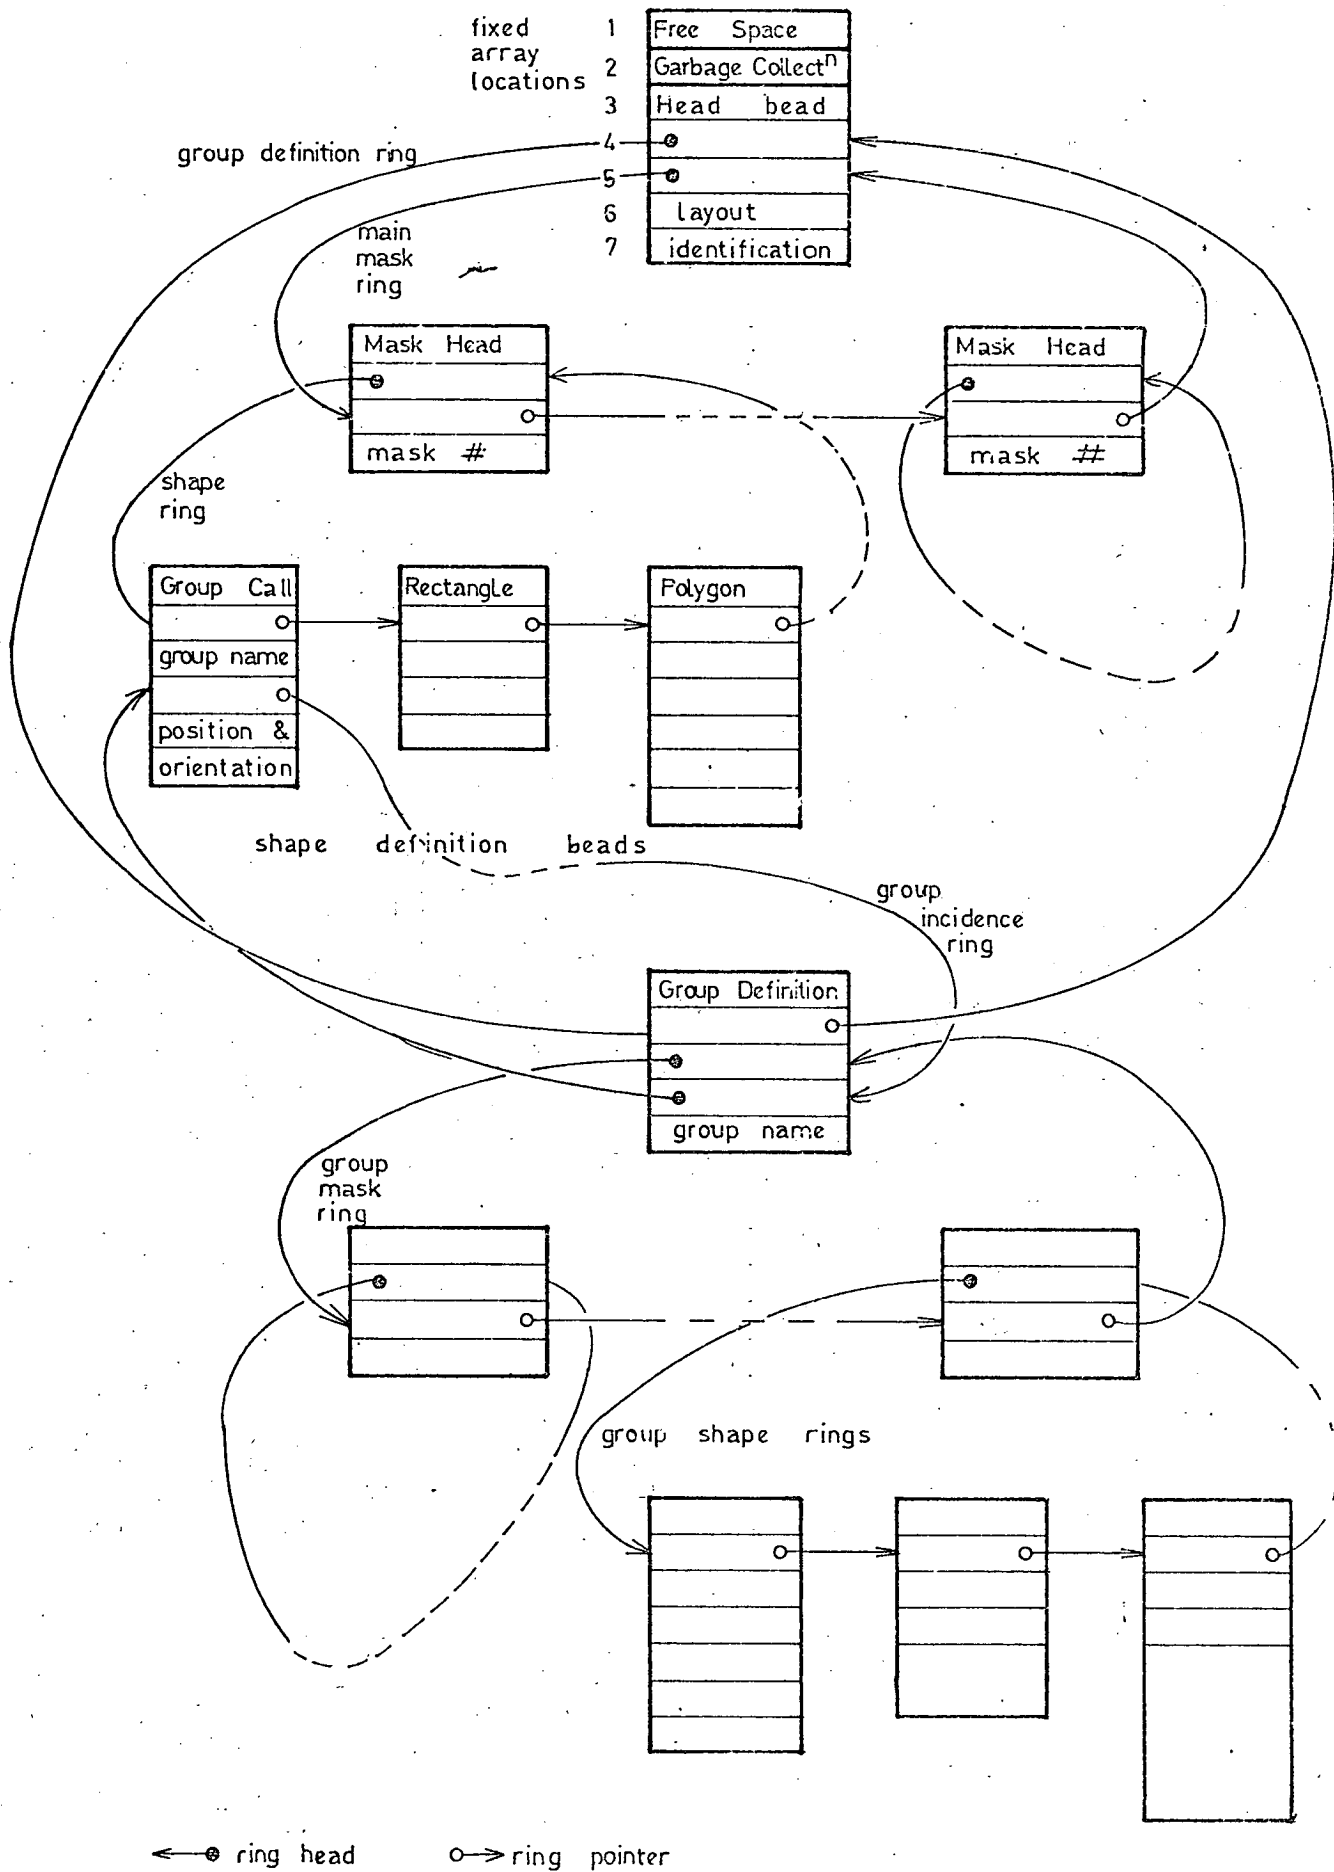 fixed
array
locations
1 Free Space
2 Garbage Collectⁿ
3 Head bead
4
5
6 layout
7 identification
group definition ring
main
mask
ring
Mask Head
mask #
Mask Head
mask #
shape
ring
Group Call
group name
position &
orientation
Rectangle
Polygon
shape definition beads
group
incidence
ring
Group Definition
group name
group
mask
ring
group shape rings
ring head
ring pointer